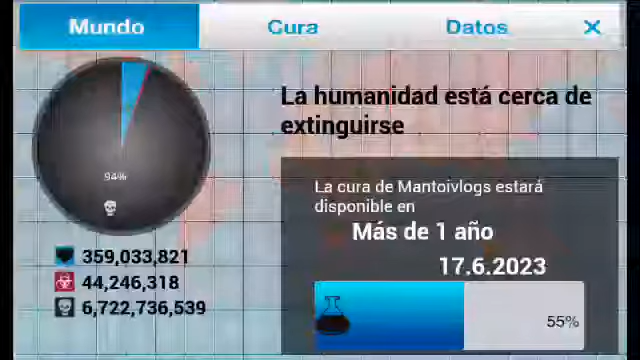 Mundo
Cura
Datos
La humanidad está cerca de
extinguirse
94%
La cura de Mantoivlogs estará
disponible en
Más de 1 año
17.6.2023
359,033,821
44,246,318
6,722,736,539
55%